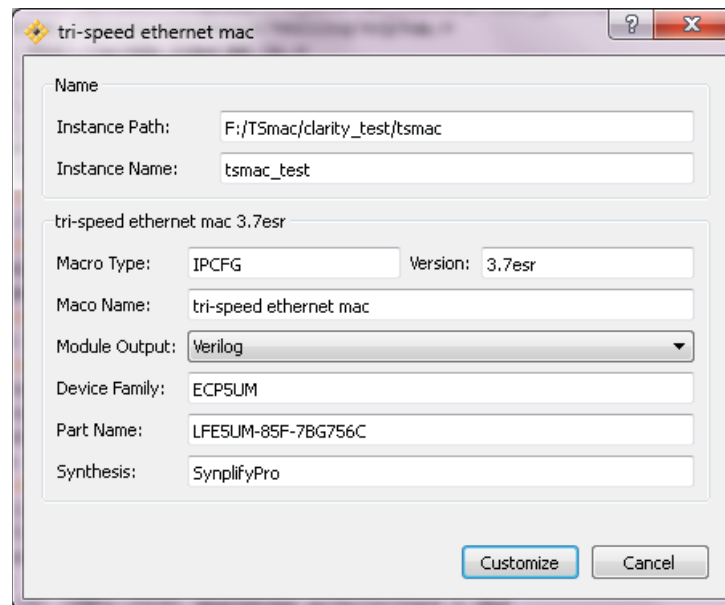 tri-speed ethernet mac
Name
Instance Path: F:/TSmac/clarity_test/tsmac
Instance Name: tsmac_test
tri-speed ethernet mac 3.7esr
Macro Type: IPCFG Version: 3.7esr
Maco Name: tri-speed ethernet mac
Module Output: Verilog
Device Family: ECP5UM
Part Name: LFE5UM-85F-7BG756C
Synthesis: SynplifyPro
Customize Cancel